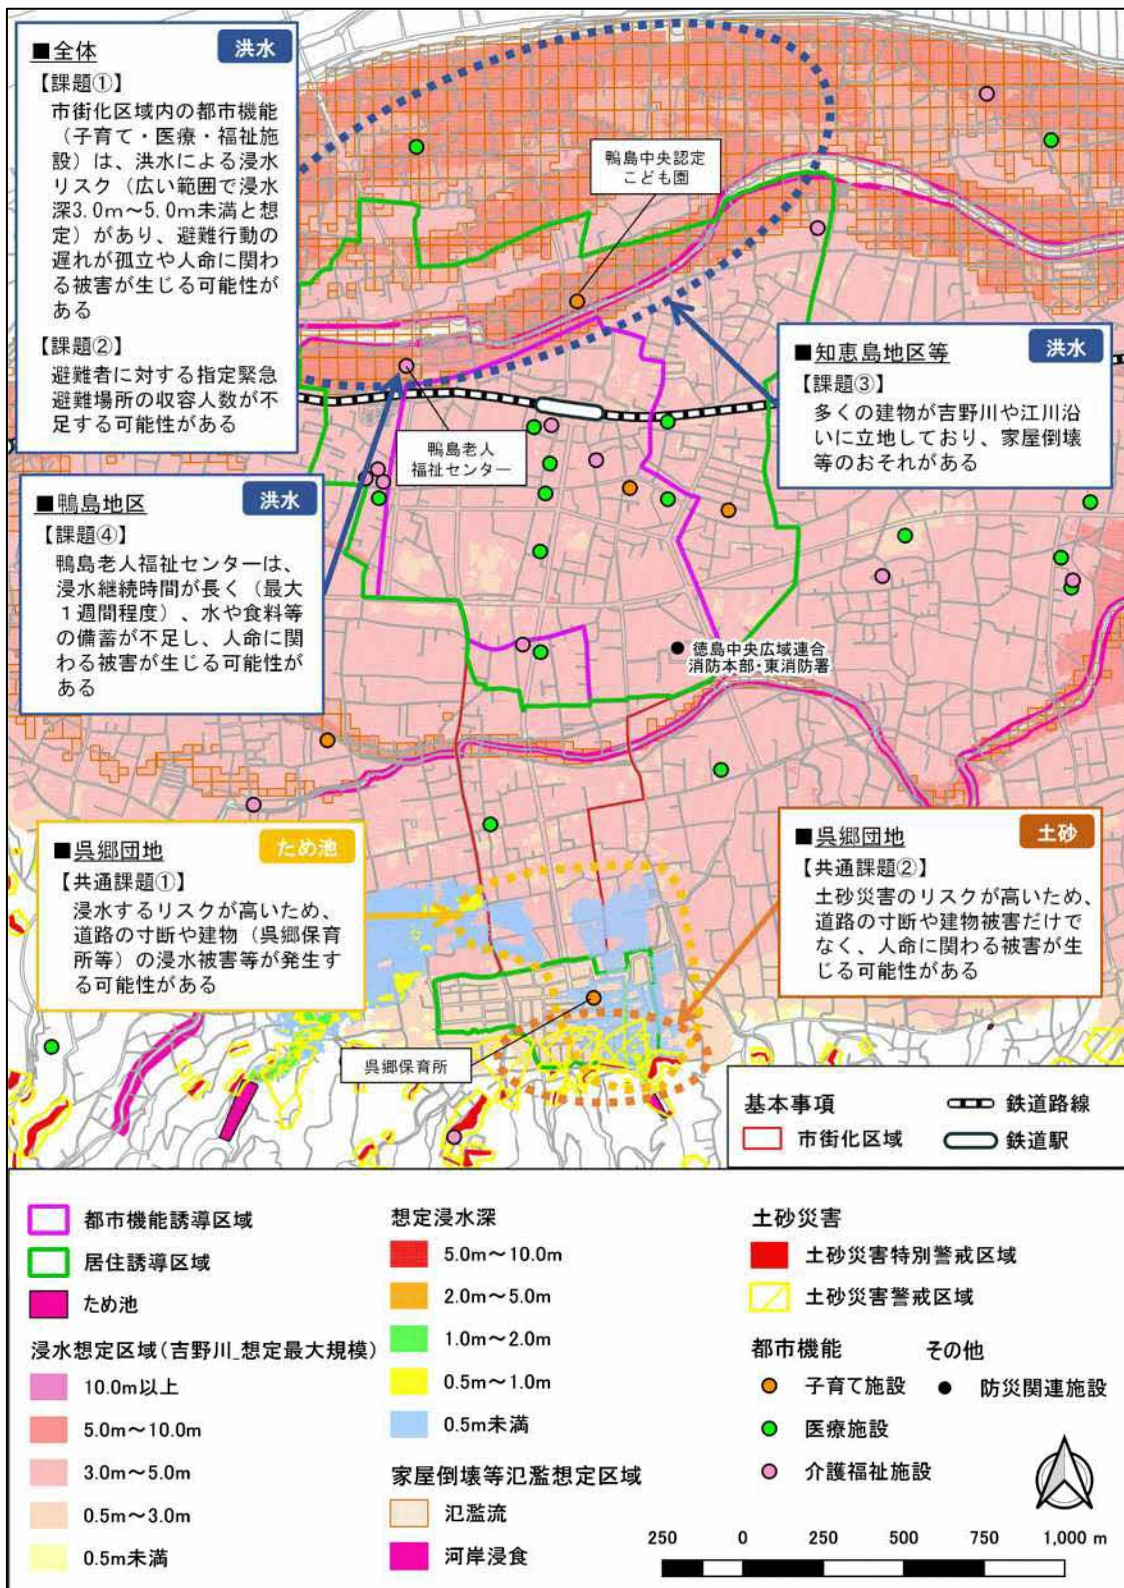 ■全体
洪水
【課題①】
市街化区域内の都市機能
（子育て・医療・福祉施
設）は、洪水による浸水
リスク（広い範囲で浸水
深3.0m～5.0m未満と想
定）があり、避難行動の
遅れが孤立や人命に関わ
る被害が生じる可能性が
ある
【課題②】
避難者に対する指定緊急
避難場所の収容人数が不
足する可能性がある
鴨島中央認定
こども園
■知恵島地区等
洪水
【課題③】
多くの建物が吉野川や江川沿
いに立地しており、家屋倒壊
等のおそれがある
鴨島老人
福祉センター
■鴨島地区
洪水
【課題④】
鴨島老人福祉センターは、
浸水継続時間が長く（最大
１週間程度）、水や食料等
の備蓄が不足し、人命に関
わる被害が生じる可能性が
ある
徳島中央広域連合
消防本部・東消防署
■呉郷団地
ため池
【共通課題①】
浸水するリスクが高いため、
道路の寸断や建物（呉郷保育
所等）の浸水被害等が発生す
る可能性がある
■呉郷団地
土砂
【共通課題②】
土砂災害のリスクが高いため、
道路の寸断や建物被害だけで
なく、人命に関わる被害が生
じる可能性がある
呉郷保育所
基本事項
鉄道路線
市街化区域
鉄道駅
都市機能誘導区域
居住誘導区域
ため池
浸水想定区域(吉野川_想定最大規模)
10.0m以上
5.0m～10.0m
3.0m～5.0m
0.5m～3.0m
0.5m未満
想定浸水深
5.0m～10.0m
2.0m～5.0m
1.0m～2.0m
0.5m～1.0m
0.5m未満
家屋倒壊等氾濫想定区域
氾濫流
河岸浸食
土砂災害
土砂災害特別警戒区域
土砂災害警戒区域
都市機能
子育て施設
医療施設
介護福祉施設
その他
防災関連施設
250 0 250 500 750 1,000 m